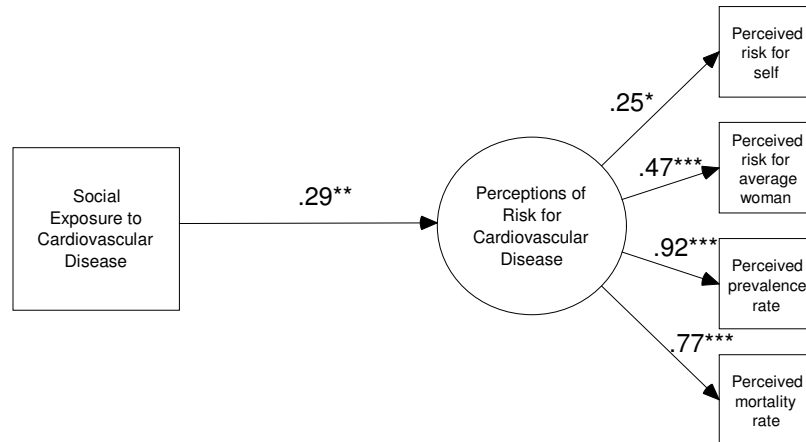 Social
Exposure to
Cardiovascular
Disease
.29**
Perceptions of
Risk for
Cardiovascular
Disease
.25*
Perceived
risk for
self
.47***
Perceived
risk for
average
woman
.92***
Perceived
prevalence
rate
.77***
Perceived
mortality
rate